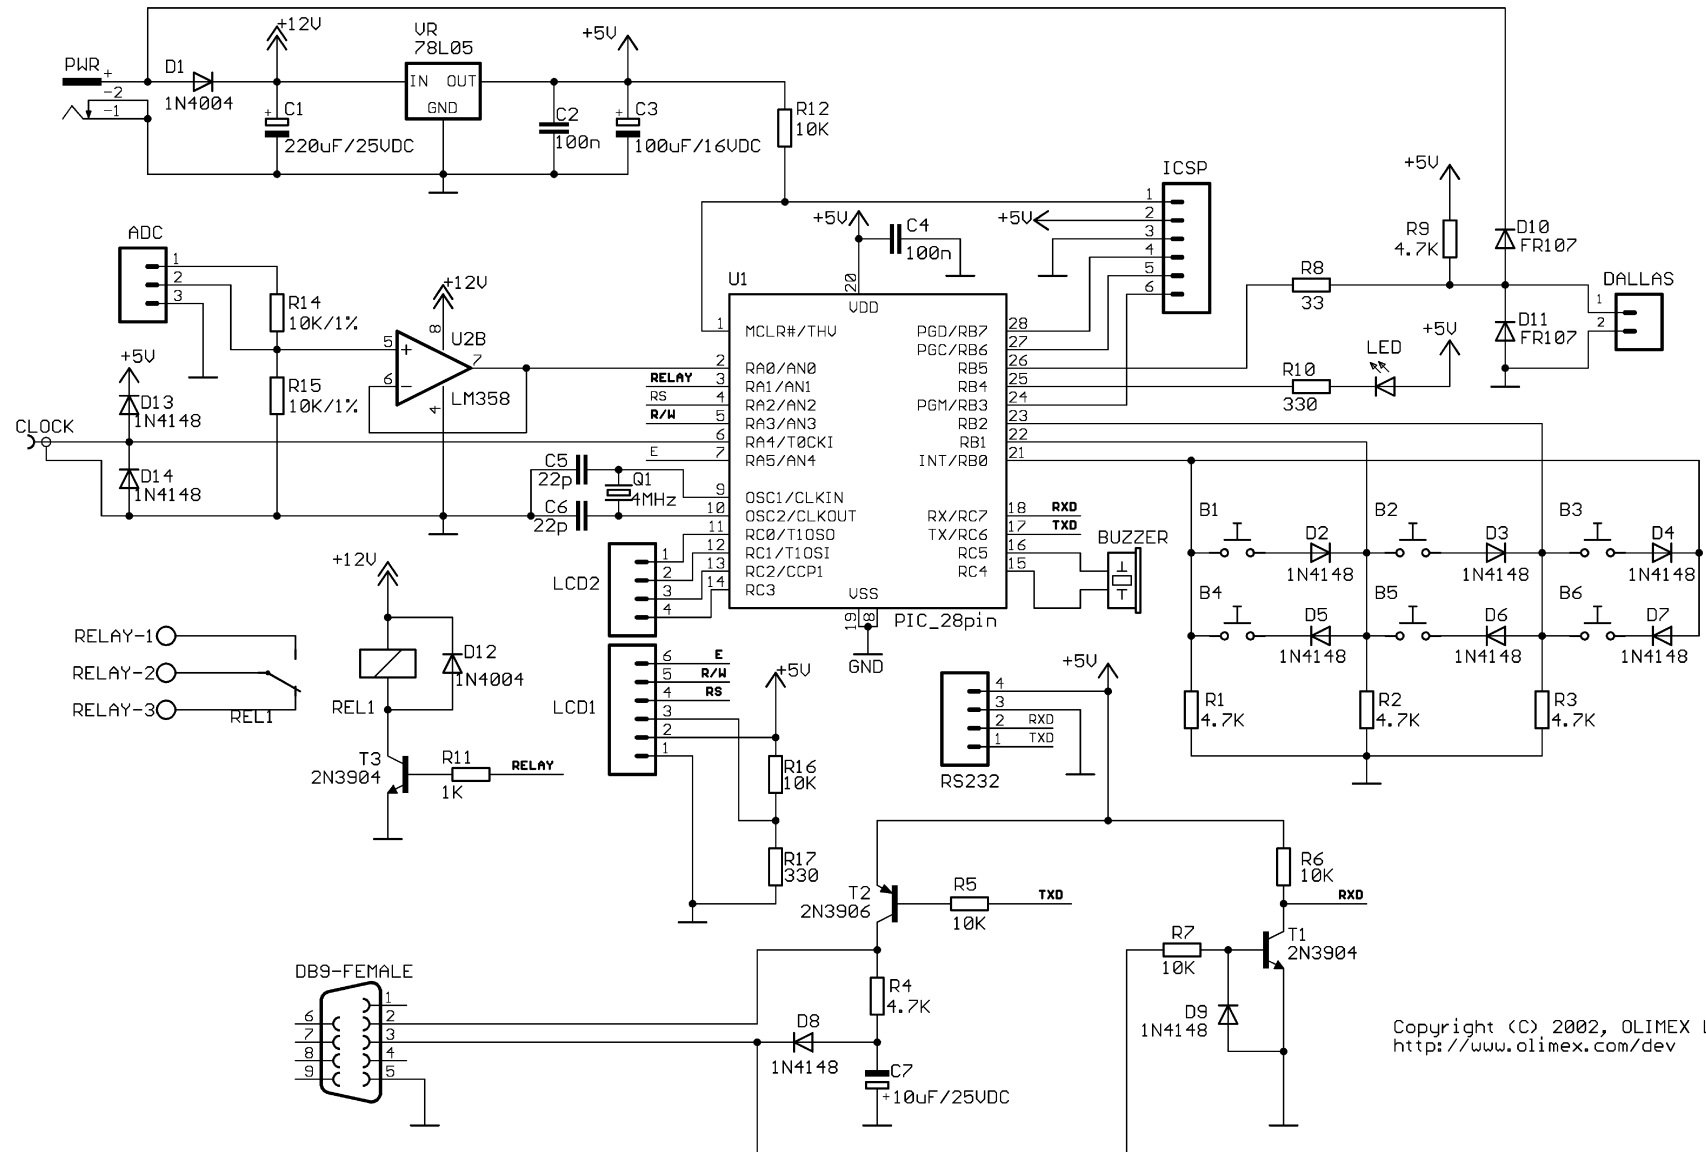 +12V
VR
78L05
+5V
PWR
+
D1
1N4004
IN OUT
GND
-2
-1
+
C1
220uF/25VDC
C2
100n
+
C3
100uF/16VDC
R12
10K
ICSP
1
2
3
4
5
6
+5V
+5V
C4
100n
+5V
R9
4.7K
D10
FR107
DALLAS
1
2
R8
33
D11
FR107
+5V
LED
R10
330
ADC
1
2
3
R14
10K/1%
+12V
8
U2B
5
+
6
-
7
4
LM358
+5V
R15
10K/1%
D13
1N4148
CLOCK
D14
1N4148
C5
22p
Q1
4MHz
C6
22p
U1
20
VDD
1 MCLR#/THV
2 RA0/AN0
RELAY 3 RA1/AN1
RS 4 RA2/AN2
R/W 5 RA3/AN3
6 RA4/T0CKI
E 7 RA5/AN4
9 OSC1/CLKIN
10 OSC2/CLKOUT
11 RC0/T1OSO
12 RC1/T1OSI
13 RC2/CCP1
14 RC3
PGD/RB7 28
PGC/RB6 27
RB5 26
RB4 25
PGM/RB3 24
RB2 23
RB1 22
INT/RB0 21
RX/RC7 18 RXD
TX/RC6 17 TXD
RC5 16
RC4 15
VSS
19
8
PIC_28pin
GND
BUZZER
B1
D2
1N4148
B2
D3
1N4148
B3
D4
1N4148
B4
D5
1N4148
B5
D6
1N4148
B6
D7
1N4148
R1
4.7K
R2
4.7K
R3
4.7K
LCD2
1
2
3
4
+12V
RELAY-1
RELAY-2
RELAY-3
REL1
REL1
D12
1N4004
T3
2N3904
R11
1K
RELAY
LCD1
6 E
5 R/W
4 RS
3
2
1
+5V
R16
10K
R17
330
+5V
RS232
4
3
2 RXD
1 TXD
T2
2N3906
R5
10K
TXD
R6
10K
RXD
R7
10K
T1
2N3904
D9
1N4148
R4
4.7K
DB9-FEMALE
1
6
2
7
3
8
4
9
5
D8
1N4148
C7
+10uF/25VDC
Copyright (C) 2002, OLIMEX L
http://www.olimex.com/dev